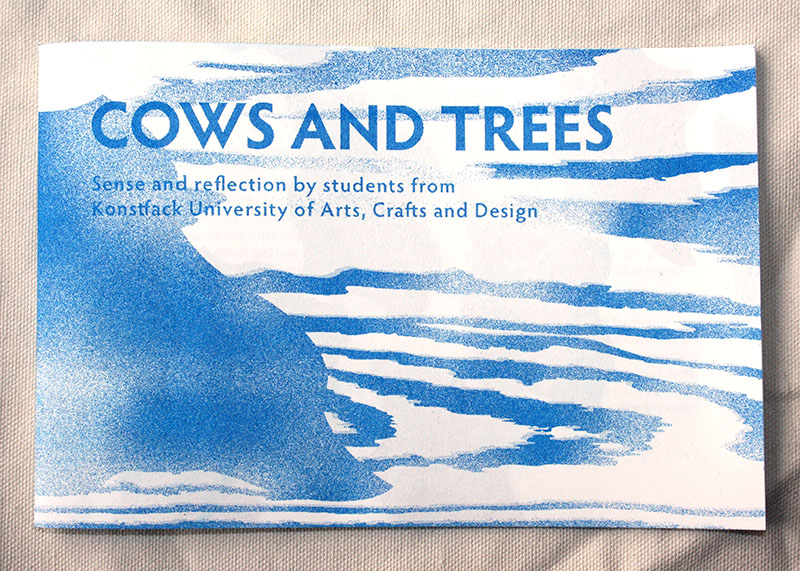 COWS AND TREES
Sense and reflection by students from
Konstfack University of Arts, Crafts and Design